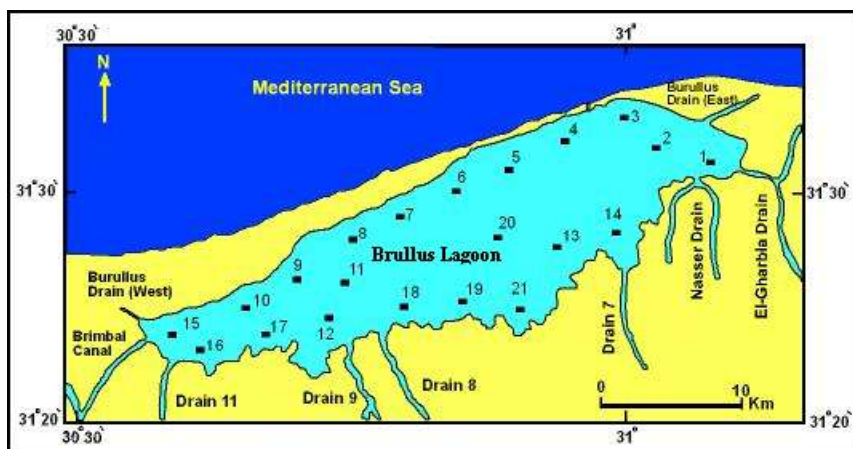 30°30'
31°
N
Mediterranean Sea
Burullus
Drain (East)
3
4
2
1
5
6
31°30'
31°30'
7
14
20
8
13
Brullus Lagoon
Nasser Drain
El-Gharbla Drain
9
11
Burullus
Drain (West)
10
18
19
21
12
15
17
16
Brimbal
Canal
Drain 7
0
10
Km
Drain 11
Drain 9
Drain 8
31°20
31°20
30°30'
31°